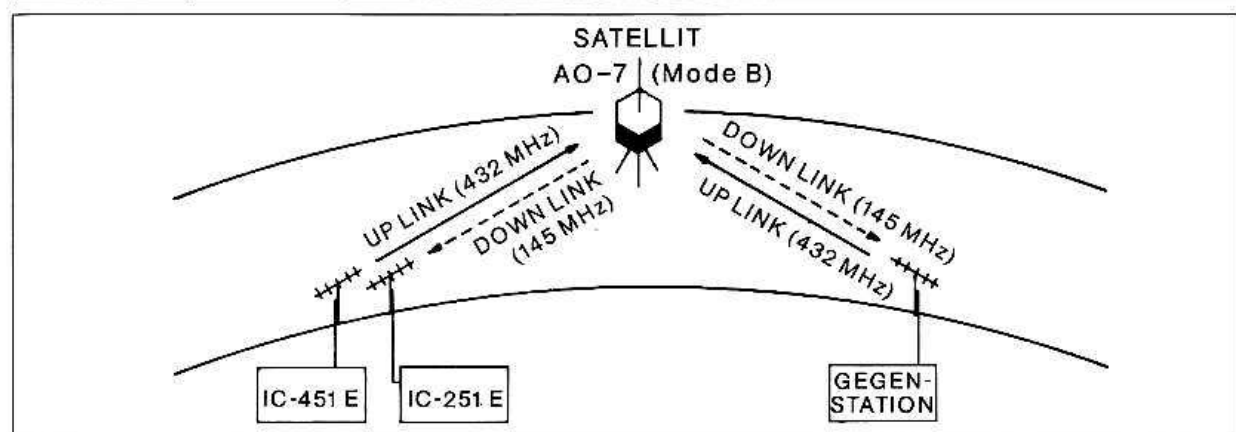 SATELLIT
AO-7 (Mode B)
UP LINK (432 MHz)
DOWN LINK
(145 MHz)
DOWN LINK (145 MHz)
UP LINK (432 MHz)
IC-451 E
IC-251 E
GEGEN-
STATION